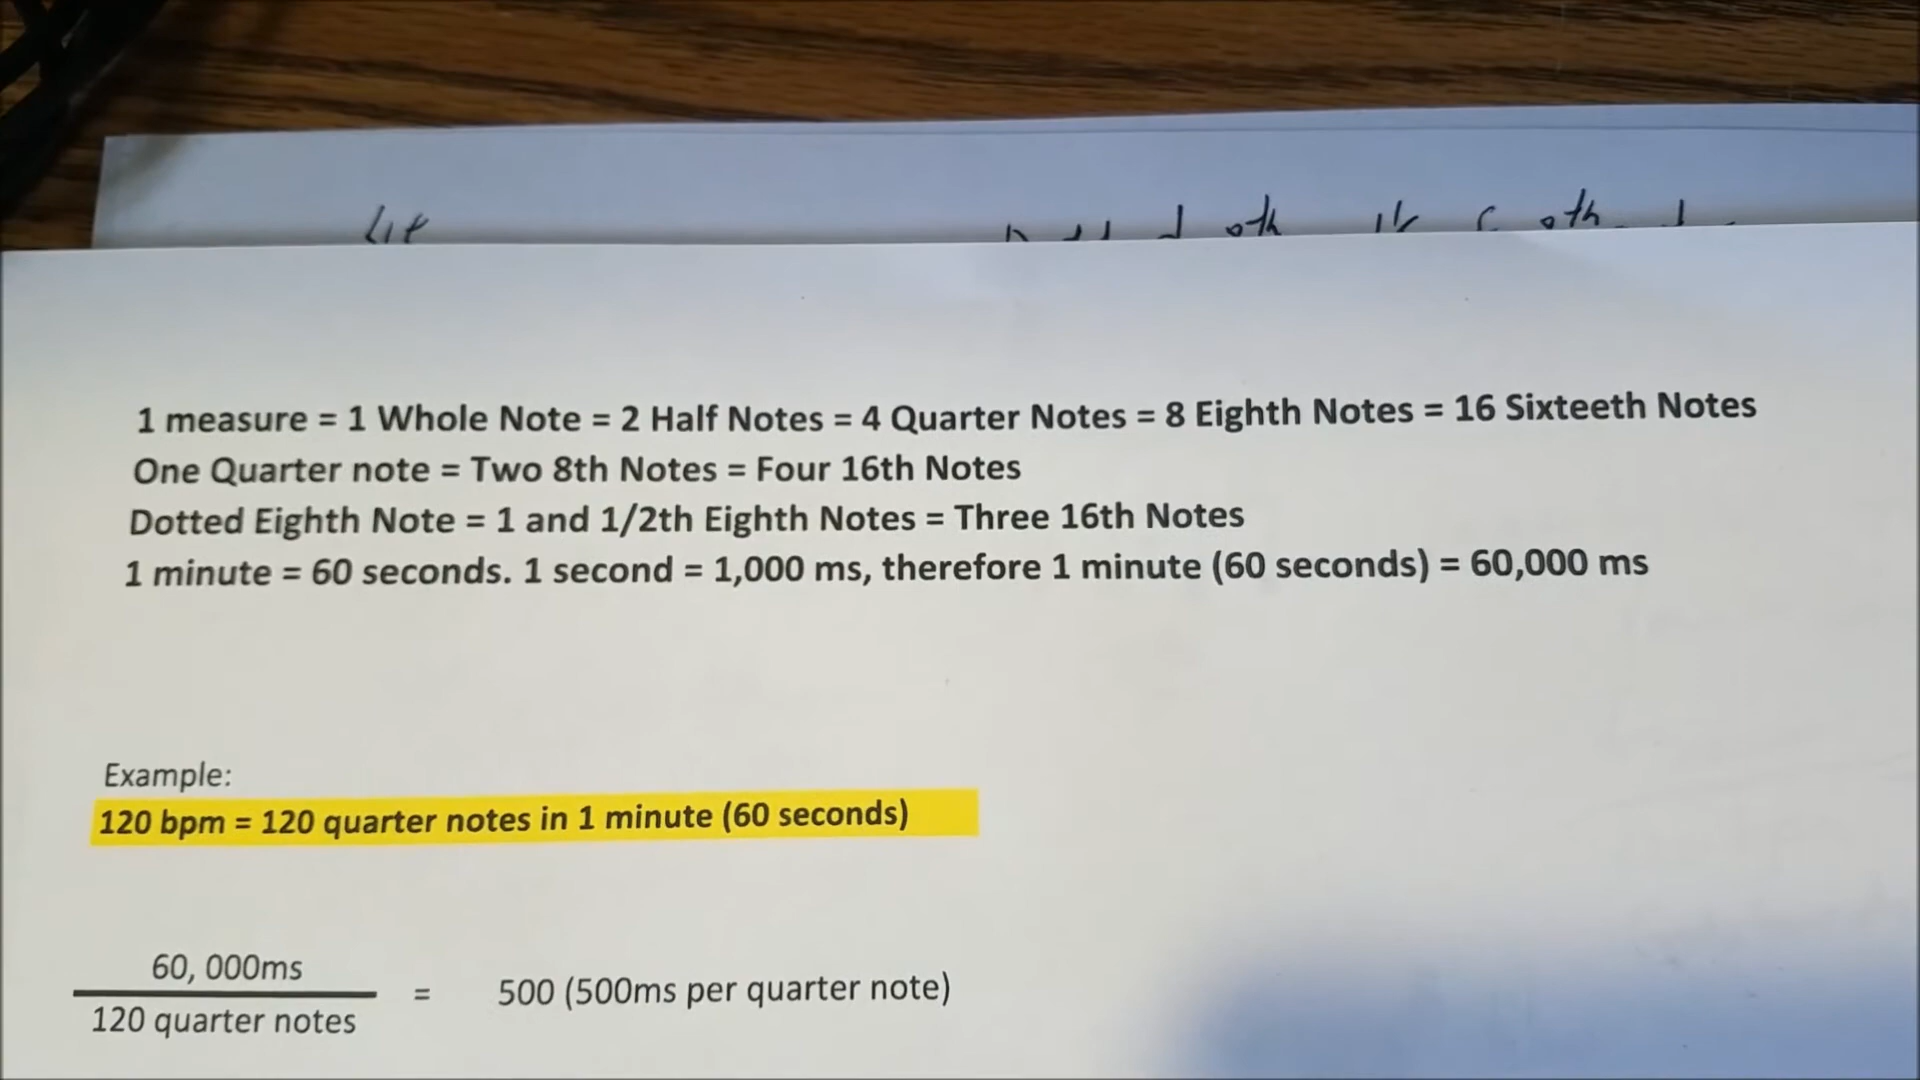 1 measure = 1 Whole Note = 2 Half Notes = 4 Quarter Notes = 8 Eighth Notes = 16 Sixteeth Notes
One Quarter note = Two 8th Notes = Four 16th Notes
Dotted Eighth Note = 1 and 1/2th Eighth Notes = Three 16th Notes
1 minute = 60 seconds. 1 second = 1,000 ms, therefore 1 minute (60 seconds) = 60,000 ms
Example:
120 bpm = 120 quarter notes in 1 minute (60 seconds)
60, 000ms
120 quarter notes
= 500 (500ms per quarter note)